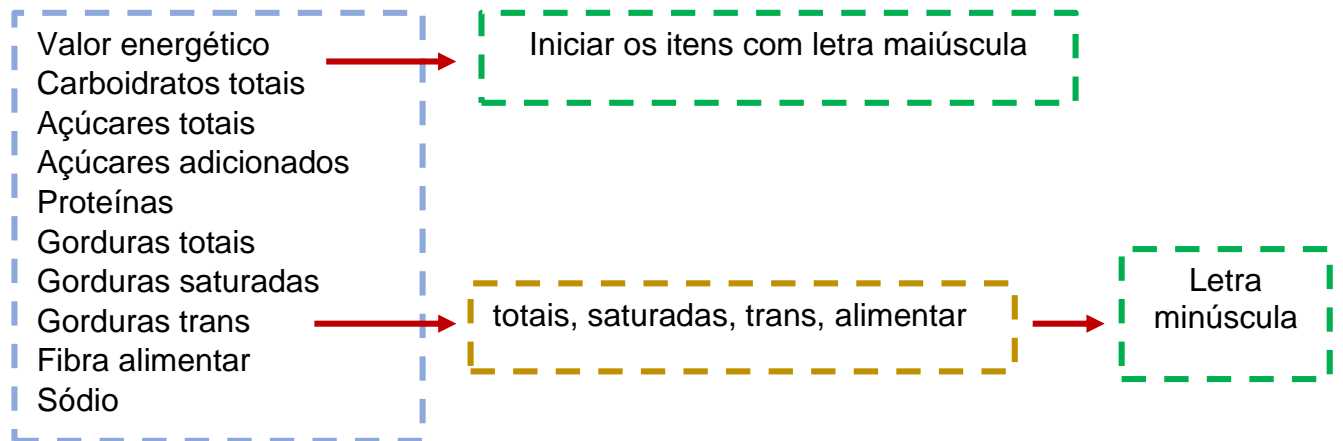 Valor energético
Carboidratos totais
Açúcares totais
Açúcares adicionados
Proteínas
Gorduras totais
Gorduras saturadas
Gorduras trans
Fibra alimentar
Sódio
Iniciar os itens com letra maiúscula
totais, saturadas, trans, alimentar
Letra
minúscula